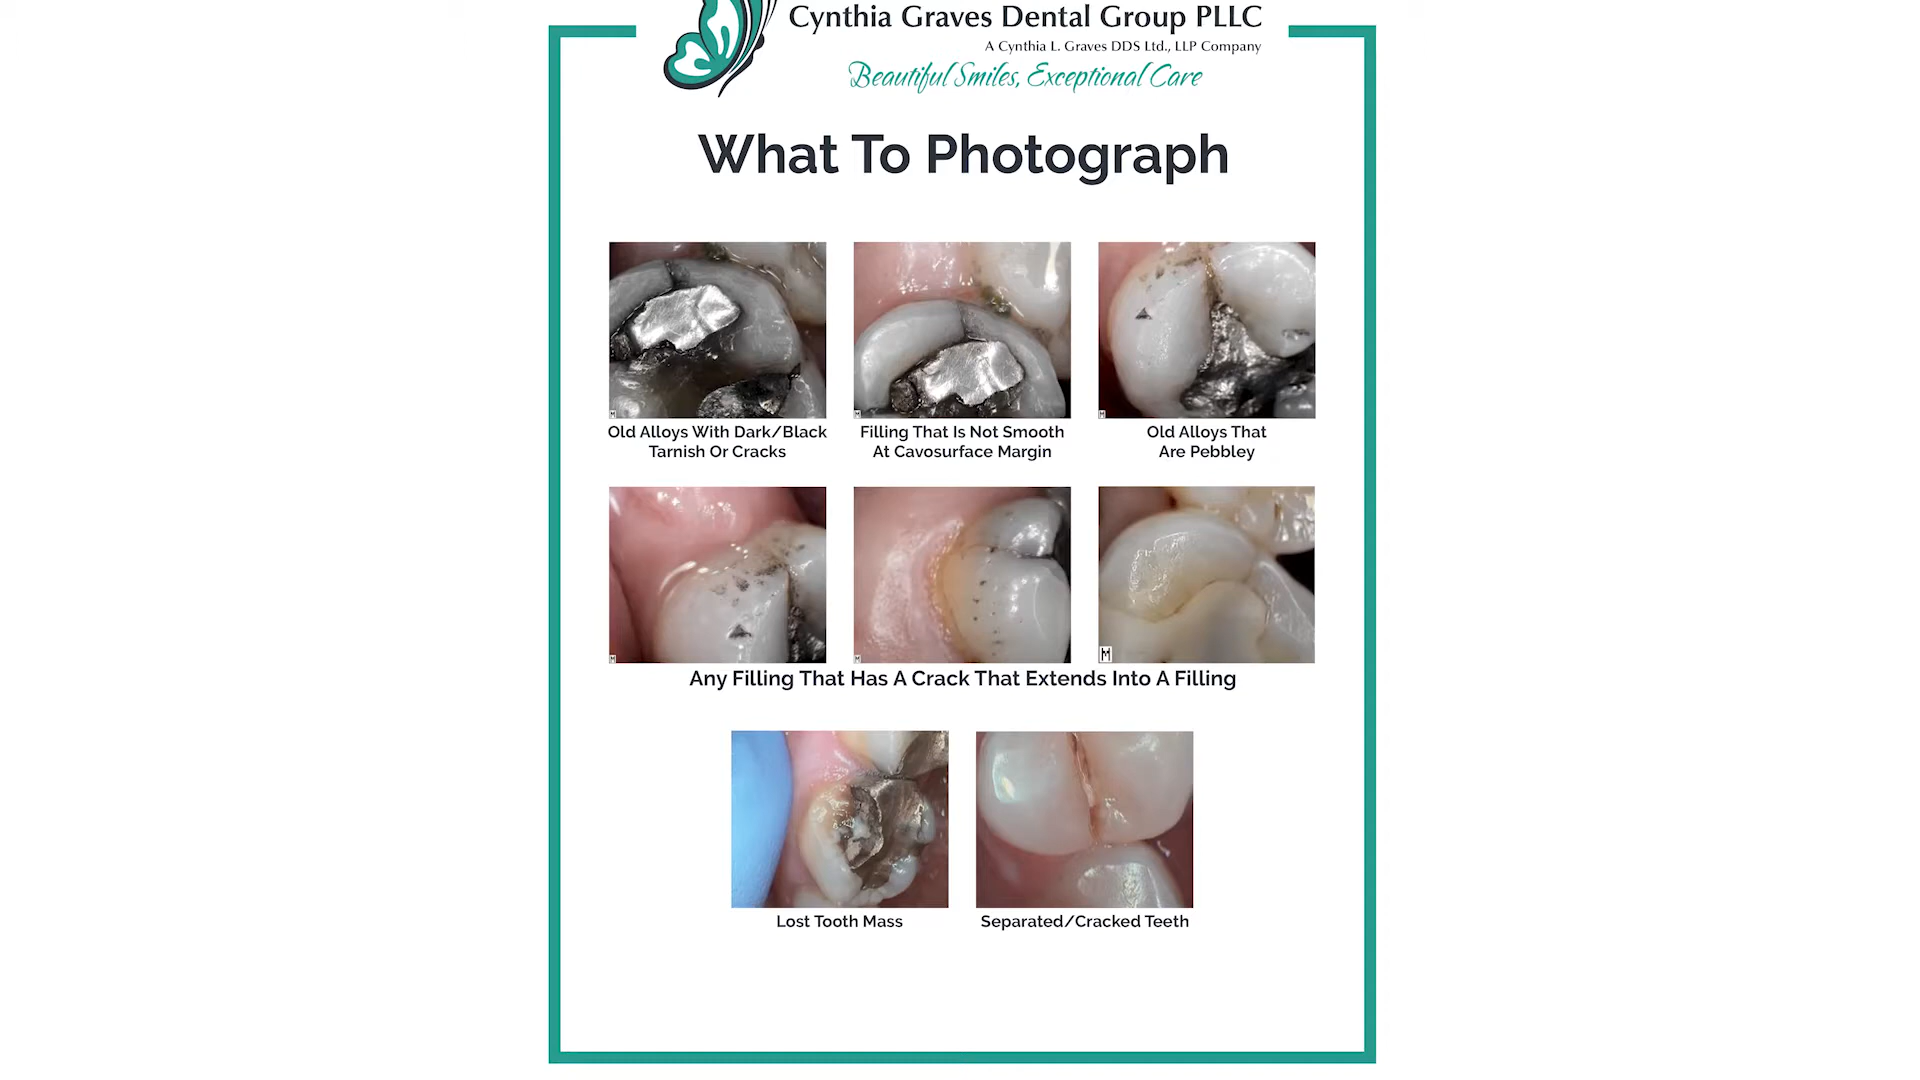 Cynthia Graves Dental Group PLLC
A Cynthia L. Graves DDS Ltd., LLP Company
Beautiful Smiles, Exceptional Care
What To Photograph
Old Alloys With Dark/Black
Tarnish Or Cracks
Filling That Is Not Smooth
At Cavosurface Margin
Old Alloys That
Are Pebbley
Any Filling That Has A Crack That Extends Into A Filling
Lost Tooth Mass
Separated/Cracked Teeth